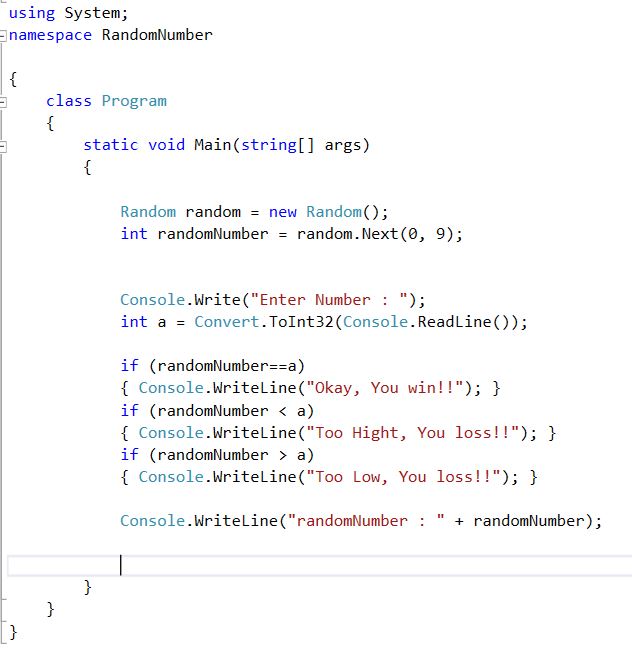 using System;
namespace RandomNumber
{
class Program
{
static void Main(string[] args)
{
Random random = new Random();
int randomNumber = random.Next(0, 9);
Console.Write("Enter Number : ");
int a = Convert.ToInt32(Console.ReadLine());
if (randomNumber==a)
{ Console.WriteLine("Okay, You win!!"); }
if (randomNumber < a)
{ Console.WriteLine("Too Hight, You loss!!"); }
if (randomNumber > a)
{ Console.WriteLine("Too Low, You loss!!"); }
Console.WriteLine("randomNumber : " + randomNumber);
}
}
}